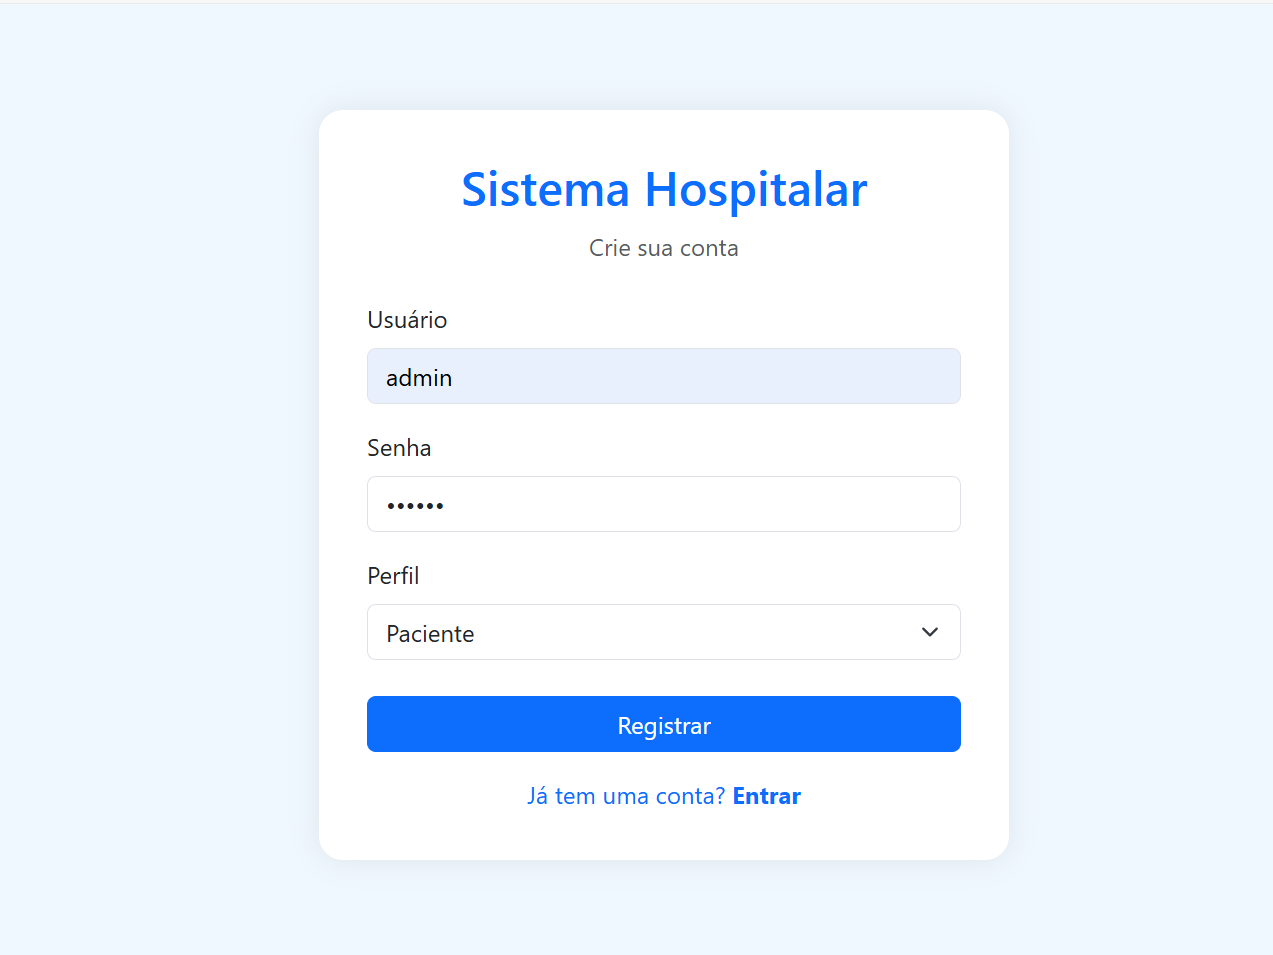 Sistema Hospitalar
Crie sua conta
Usuário
admin
Senha
••••••
Perfil
Paciente
Registrar
Já tem uma conta? Entrar